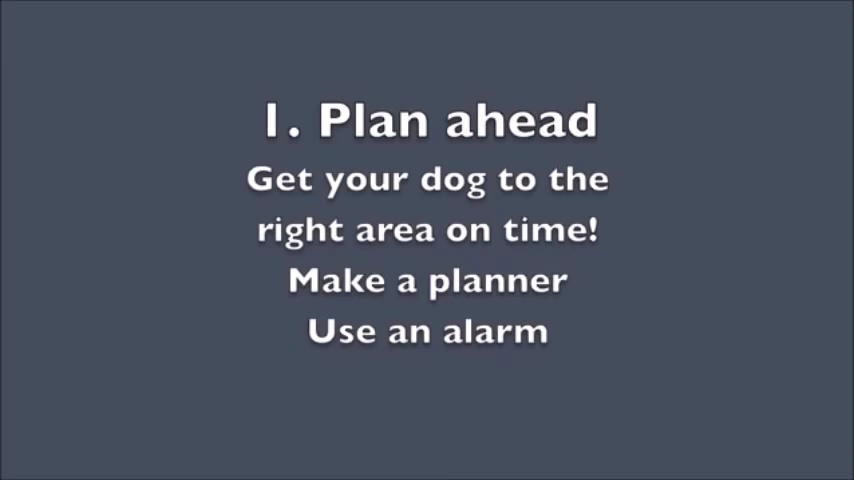 1. Plan ahead
Get your dog to the
right area on time!
Make a planner
Use an alarm